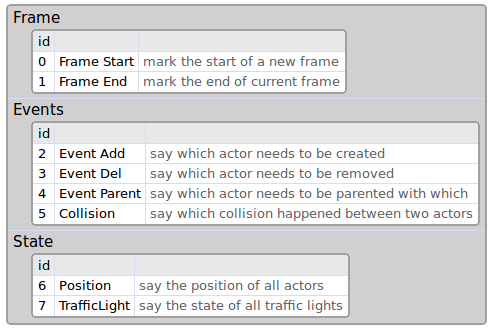 Frame
id
0 Frame Start mark the start of a new frame
1 Frame End mark the end of current frame
Events
id
2 Event Add say which actor needs to be created
3 Event Del say which actor needs to be removed
4 Event Parent say which actor needs to be parented with which
5 Collision say which collision happened between two actors
State
id
6 Position say the position of all actors
7 TrafficLight say the state of all traffic lights